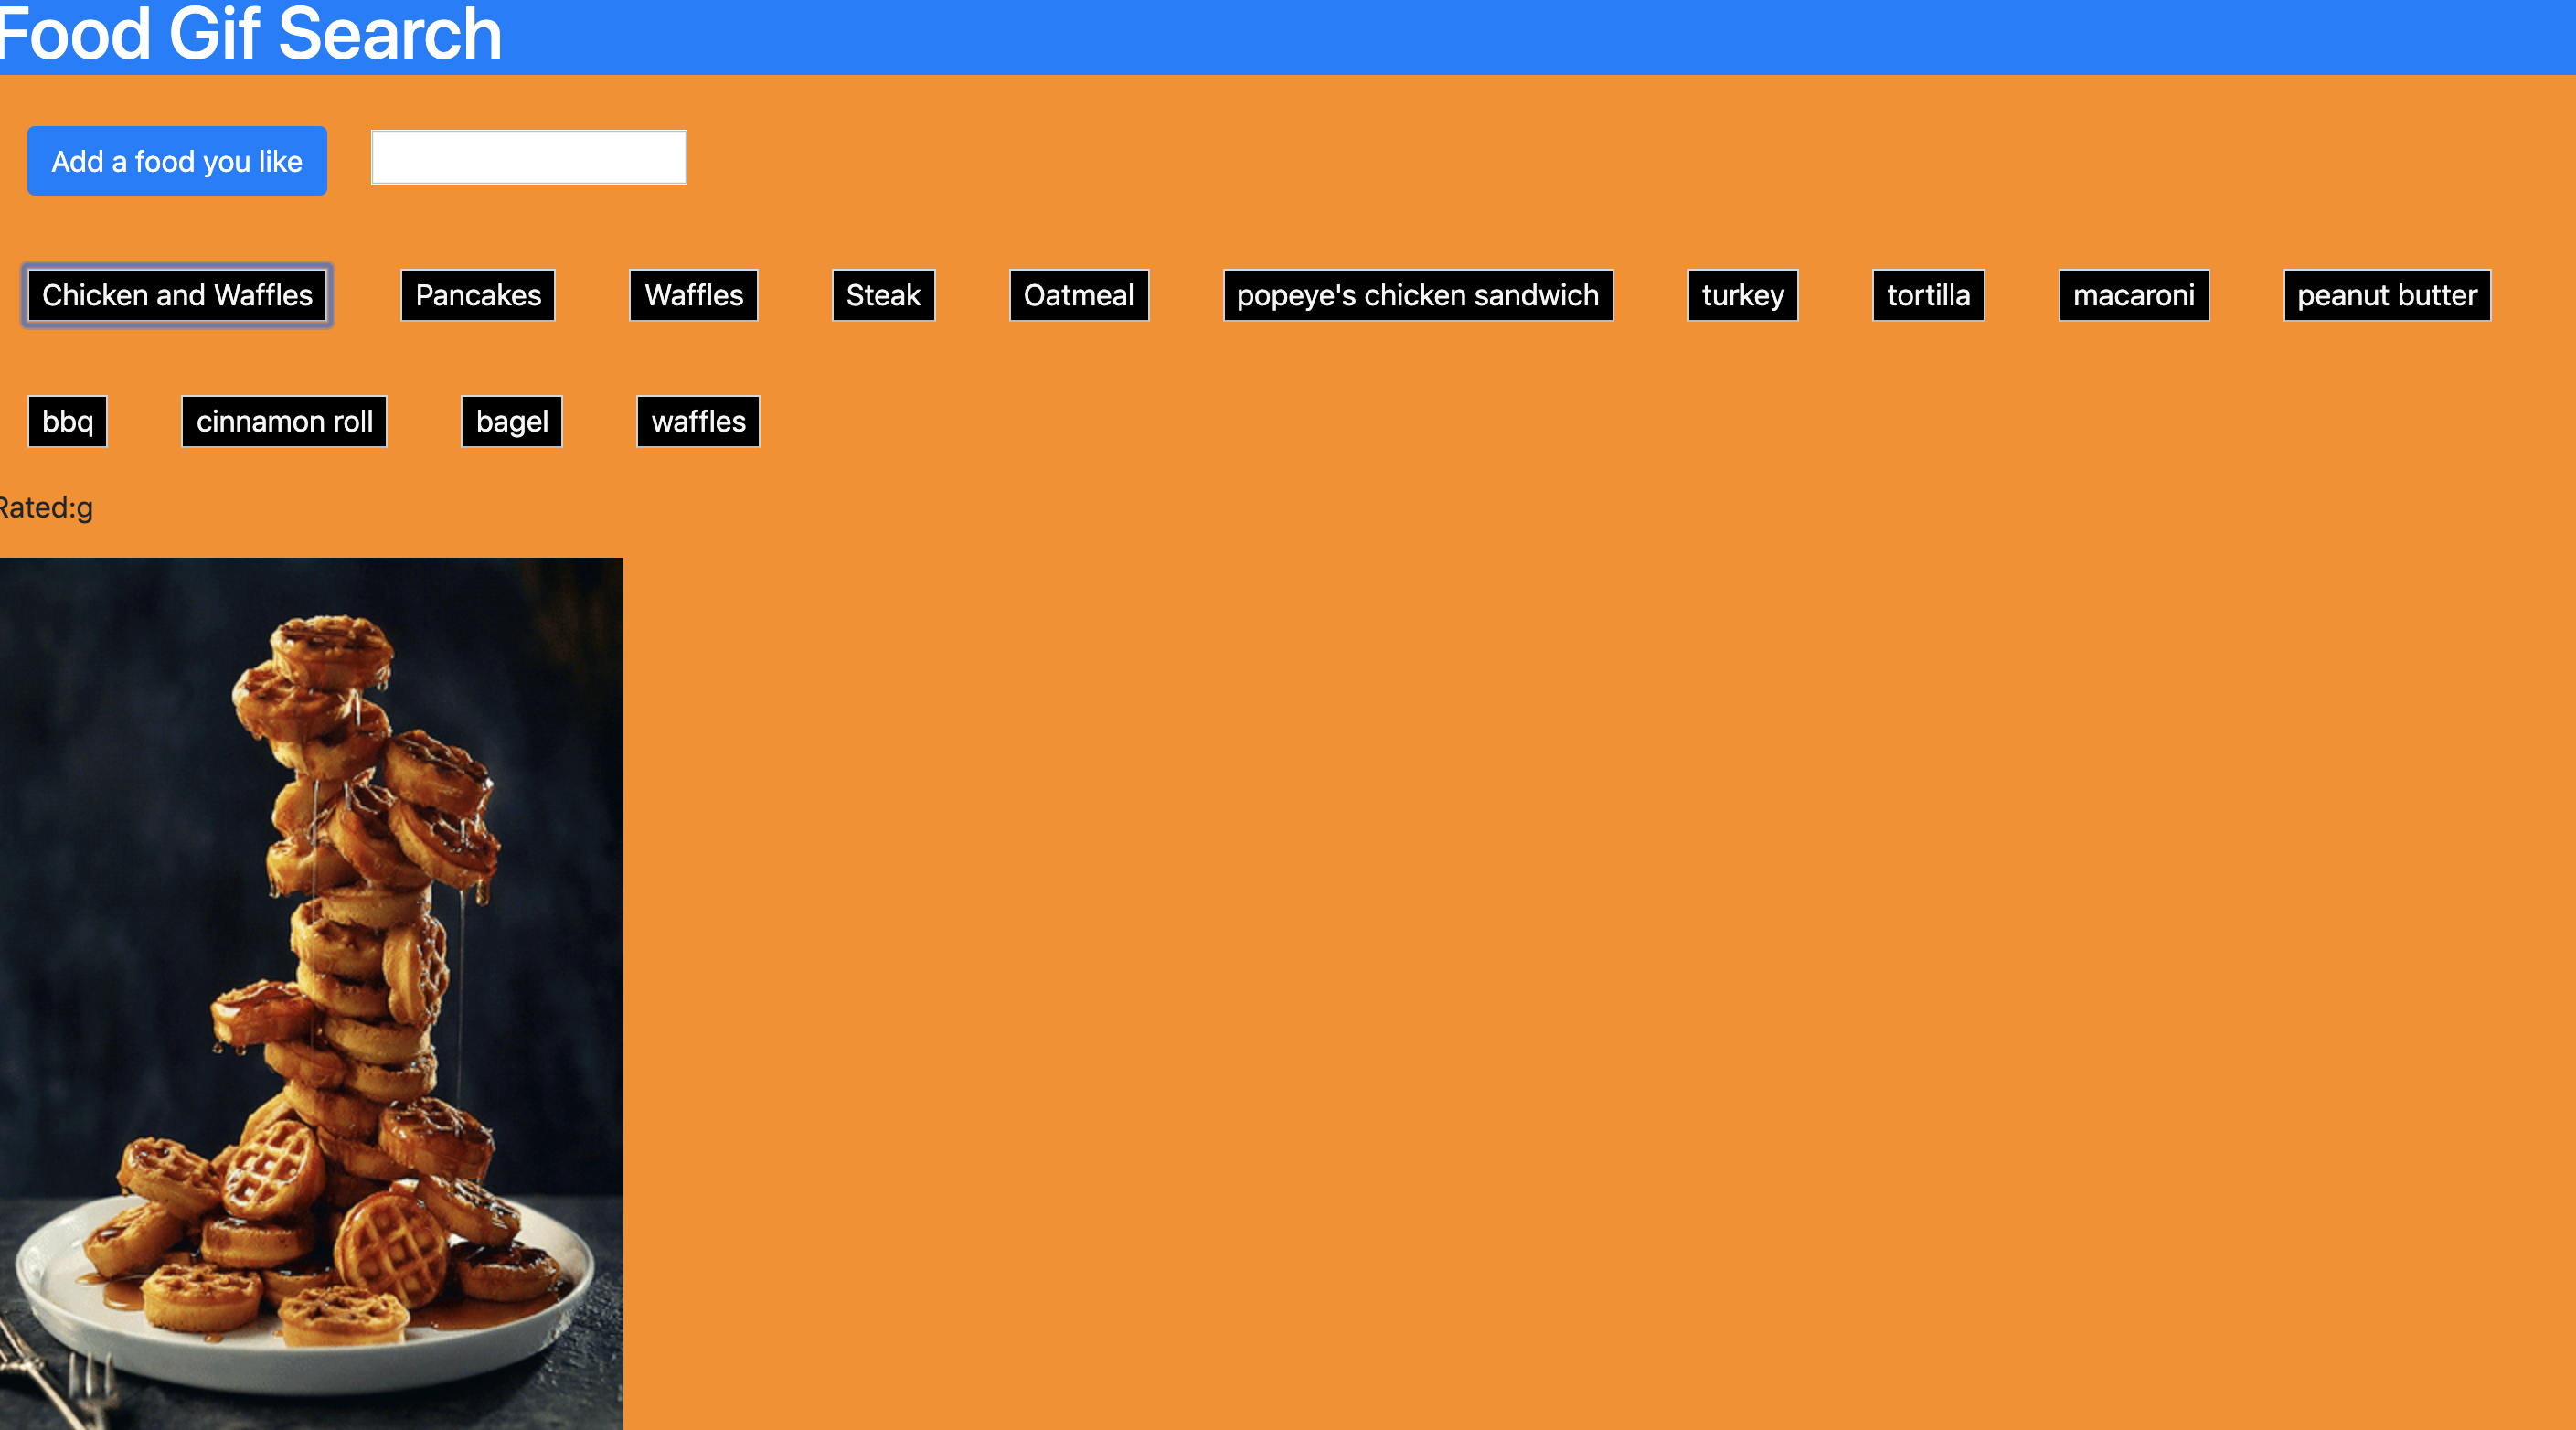 Food Gif Search
Add a food you like
Chicken and Waffles Pancakes Waffles Steak Oatmeal popeye's chicken sandwich turkey tortilla macaroni peanut butter
bbq cinnamon roll bagel waffles
Rated:g